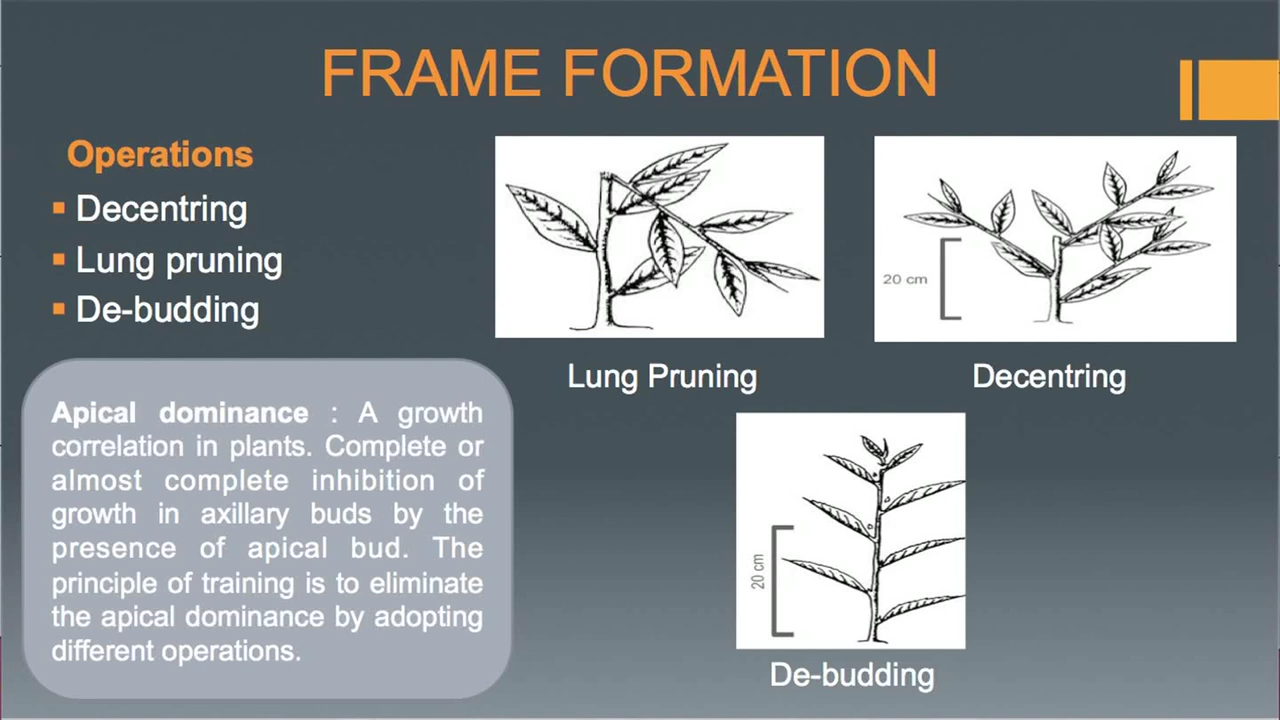 FRAME FORMATION
Operations
▪ Decentring
▪ Lung pruning
▪ De-budding
Apical dominance : A growth
correlation in plants. Complete or
almost complete inhibition of
growth in axillary buds by the
presence of apical bud. The
principle of training is to eliminate
the apical dominance by adopting
different operations.
Lung Pruning
20 cm
Decentring
20 cm
De-budding